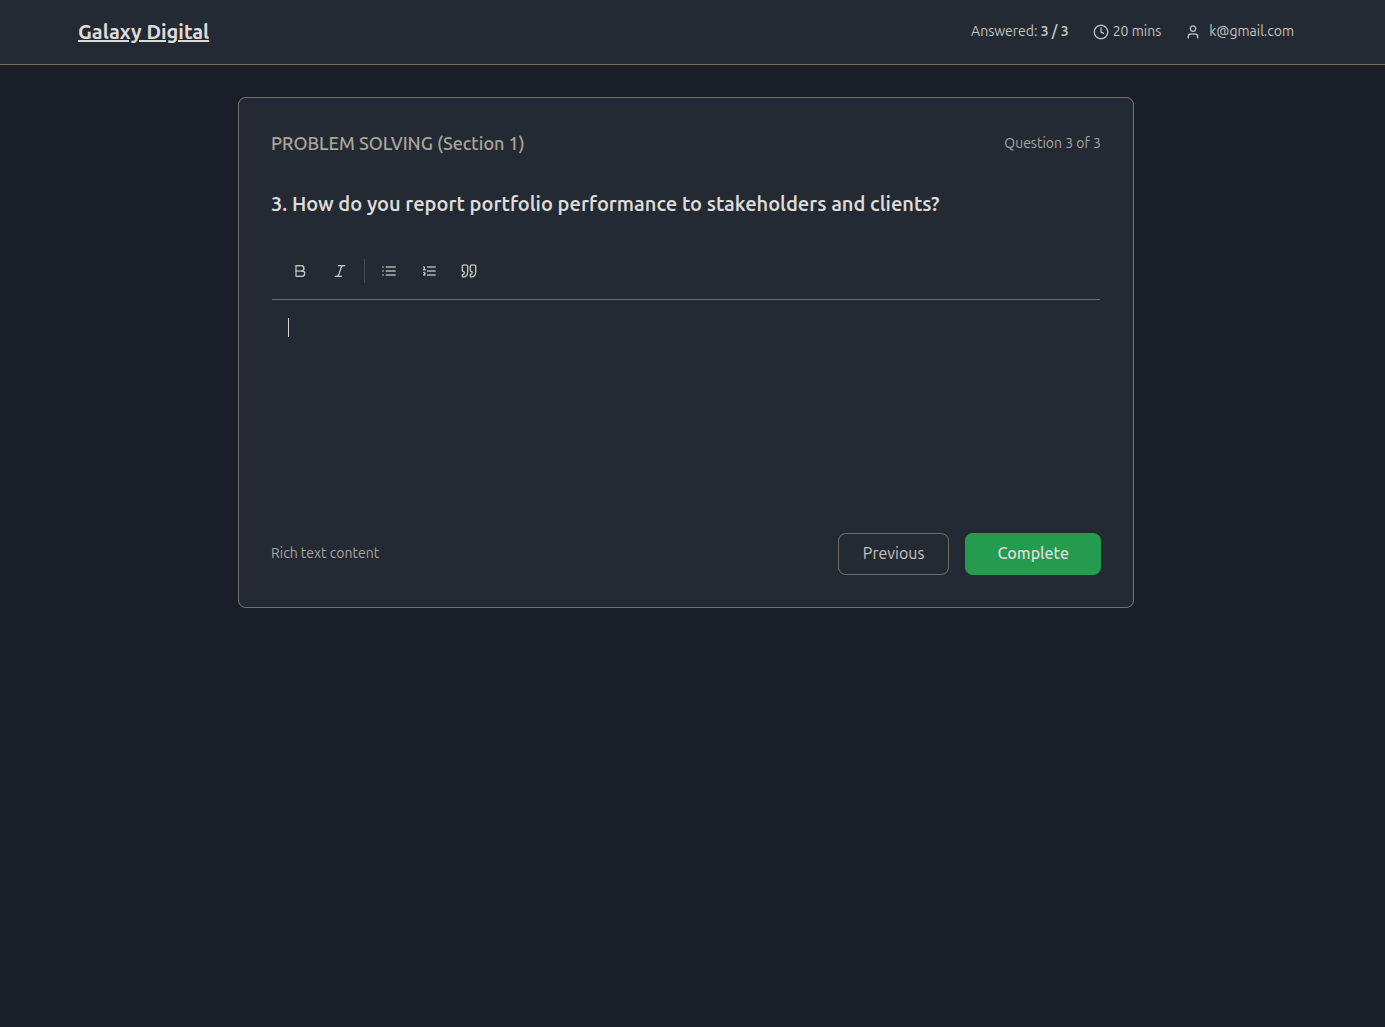 Galaxy Digital
Answered: 3 / 3
20 mins
k@gmail.com
PROBLEM SOLVING (Section 1)
Question 3 of 3
3. How do you report portfolio performance to stakeholders and clients?
B I
Rich text content
Previous
Complete